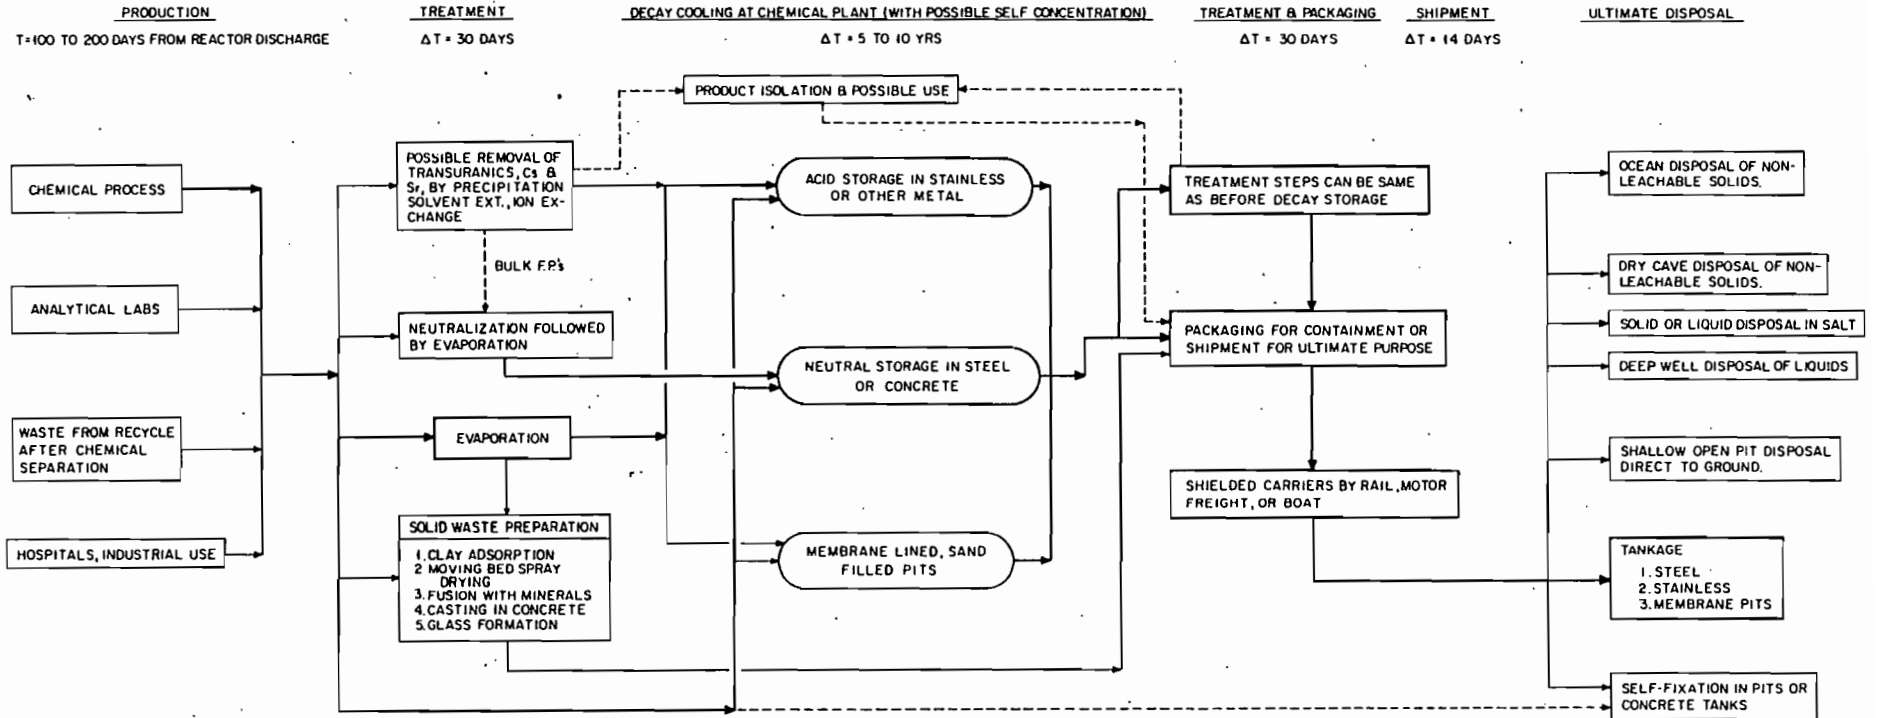 PRODUCTION
T=100 TO 200 DAYS FROM REACTOR DISCHARGE
TREATMENT
ΔT = 30 DAYS
DECAY COOLING AT CHEMICAL PLANT (WITH POSSIBLE SELF CONCENTRATION)
ΔT = 5 TO 10 YRS
TREATMENT & PACKAGING
ΔT = 30 DAYS
SHIPMENT
ΔT = 14 DAYS
ULTIMATE DISPOSAL
CHEMICAL PROCESS
ANALYTICAL LABS
WASTE FROM RECYCLE
AFTER CHEMICAL
SEPARATION
HOSPITALS, INDUSTRIAL USE
POSSIBLE REMOVAL OF
TRANSURANICS, Cs &
Sr, BY PRECIPITATION
SOLVENT EXT., ION EX-
CHANGE
BULK F.P.'s
NEUTRALIZATION FOLLOWED
BY EVAPORATION
EVAPORATION
SOLID WASTE PREPARATION
1. CLAY ADSORPTION
2 MOVING BED SPRAY
DRYING
3. FUSION WITH MINERALS
4. CASTING IN CONCRETE
5. GLASS FORMATION
PRODUCT ISOLATION & POSSIBLE USE
ACID STORAGE IN STAINLESS
OR OTHER METAL
NEUTRAL STORAGE IN STEEL
OR CONCRETE
MEMBRANE LINED, SAND
FILLED PITS
TREATMENT STEPS CAN BE SAME
AS BEFORE DECAY STORAGE
PACKAGING FOR CONTAINMENT OR
SHIPMENT FOR ULTIMATE PURPOSE
SHIELDED CARRIERS BY RAIL, MOTOR
FREIGHT, OR BOAT
OCEAN DISPOSAL OF NON-
LEACHABLE SOLIDS.
DRY CAVE DISPOSAL OF NON-
LEACHABLE SOLIDS.
SOLID OR LIQUID DISPOSAL IN SALT
DEEP WELL DISPOSAL OF LIQUIDS
SHALLOW OPEN PIT DISPOSAL
DIRECT TO GROUND.
TANKAGE
1. STEEL
2. STAINLESS
3. MEMBRANE PITS
SELF-FIXATION IN PITS OR
CONCRETE TANKS